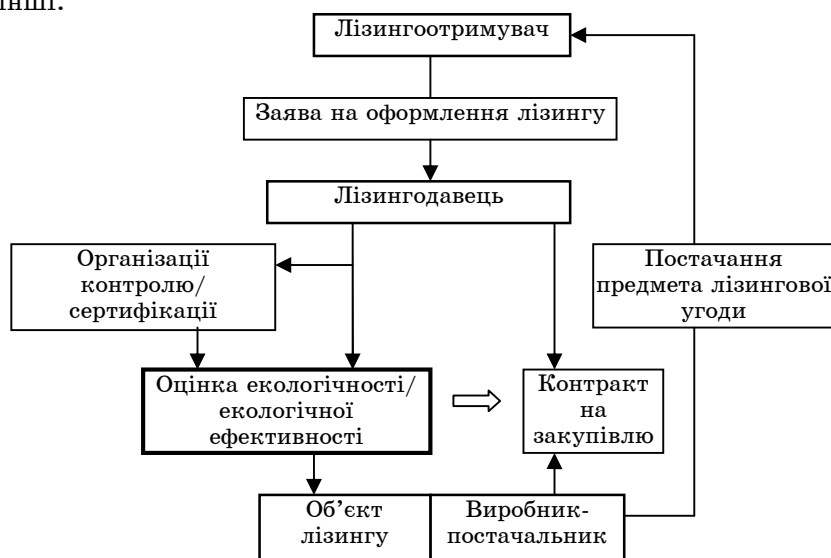 інші.
Лізингоотримувач
Заява на оформлення лізингу
Лізингодавець
Організації
контролю/
сертифікації
Постачання
предмета лізингової
угоди
Оцінка екологічності/
екологічної
ефективності
Контракт
на
закупівлю
Об’єкт
лізингу
Виробник-
постачальник